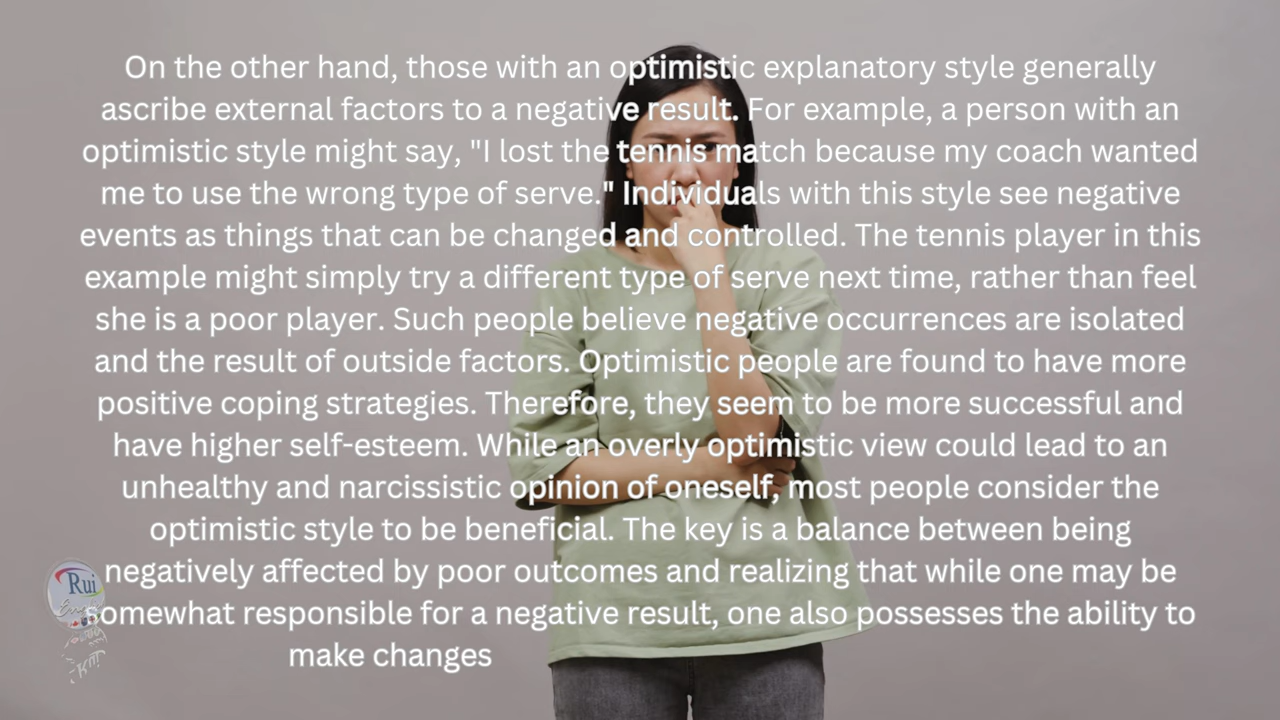 On the other hand, those with an optimistic explanatory style generally
ascribe external factors to a negative result. For example, a person with an
optimistic style might say, "I lost the tennis match because my coach wanted
me to use the wrong type of serve." Individuals with this style see negative
events as things that can be changed and controlled. The tennis player in this
example might simply try a different type of serve next time, rather than feel
she is a poor player. Such people believe negative occurrences are isolated
and the result of outside factors. Optimistic people are found to have more
positive coping strategies. Therefore, they seem to be more successful and
have higher self-esteem. While an overly optimistic view could lead to an
unhealthy and narcissistic opinion of oneself, most people consider the
optimistic style to be beneficial. The key is a balance between being
negatively affected by poor outcomes and realizing that while one may be
somewhat responsible for a negative result, one also possesses the ability to
make changes
Rui